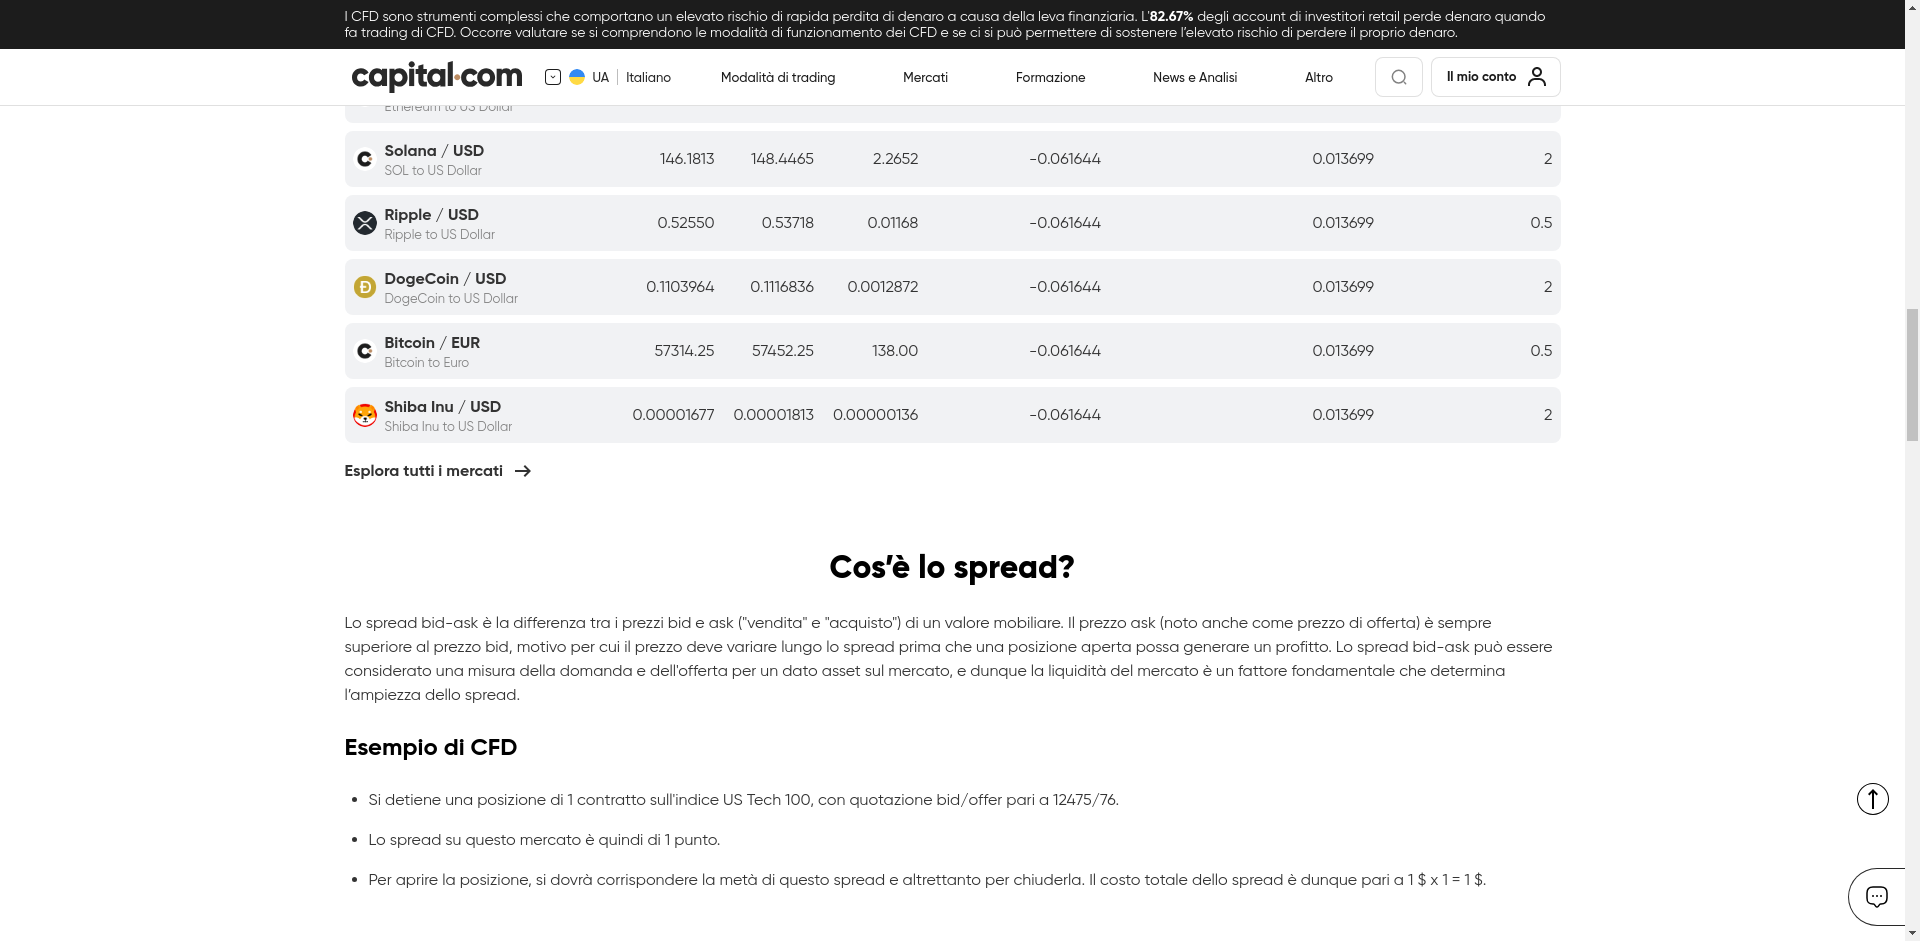 I CFD sono strumenti complessi che comportano un elevato rischio di rapida perdita di denaro a causa della leva finanziaria. L'82.67% degli account di investitori retail perde denaro quando
fa trading di CFD. Occorre valutare se si comprendono le modalità di funzionamento dei CFD e se ci si può permettere di sostenere l'elevato rischio di perdere il proprio denaro.
capital.com UA Italiano Modalità di trading Mercati Formazione News e Analisi Altro Il mio conto
Ethereum to US Dollar
Solana / USD 146.1813 148.4465 2.2652 -0.061644 0.013699 2
SOL to US Dollar
Ripple / USD 0.52550 0.53718 0.01168 -0.061644 0.013699 0.5
Ripple to US Dollar
DogeCoin / USD 0.1103964 0.1116836 0.0012872 -0.061644 0.013699 2
DogeCoin to US Dollar
Bitcoin / EUR 57314.25 57452.25 138.00 -0.061644 0.013699 0.5
Bitcoin to Euro
Shiba Inu / USD 0.00001677 0.00001813 0.00000136 -0.061644 0.013699 2
Shiba Inu to US Dollar
Esplora tutti i mercati
Cos'è lo spread?
Lo spread bid-ask è la differenza tra i prezzi bid e ask ("vendita" e "acquisto") di un valore mobiliare. Il prezzo ask (noto anche come prezzo di offerta) è sempre
superiore al prezzo bid, motivo per cui il prezzo deve variare lungo lo spread prima che una posizione aperta possa generare un profitto. Lo spread bid-ask può essere
considerato una misura della domanda e dell'offerta per un dato asset sul mercato, e dunque la liquidità del mercato è un fattore fondamentale che determina
l'ampiezza dello spread.
Esempio di CFD
• Si detiene una posizione di 1 contratto sull'indice US Tech 100, con quotazione bid/offer pari a 12475/76.
• Lo spread su questo mercato è quindi di 1 punto.
• Per aprire la posizione, si dovrà corrispondere la metà di questo spread e altrettanto per chiuderla. Il costo totale dello spread è dunque pari a 1 $ x 1 = 1 $.